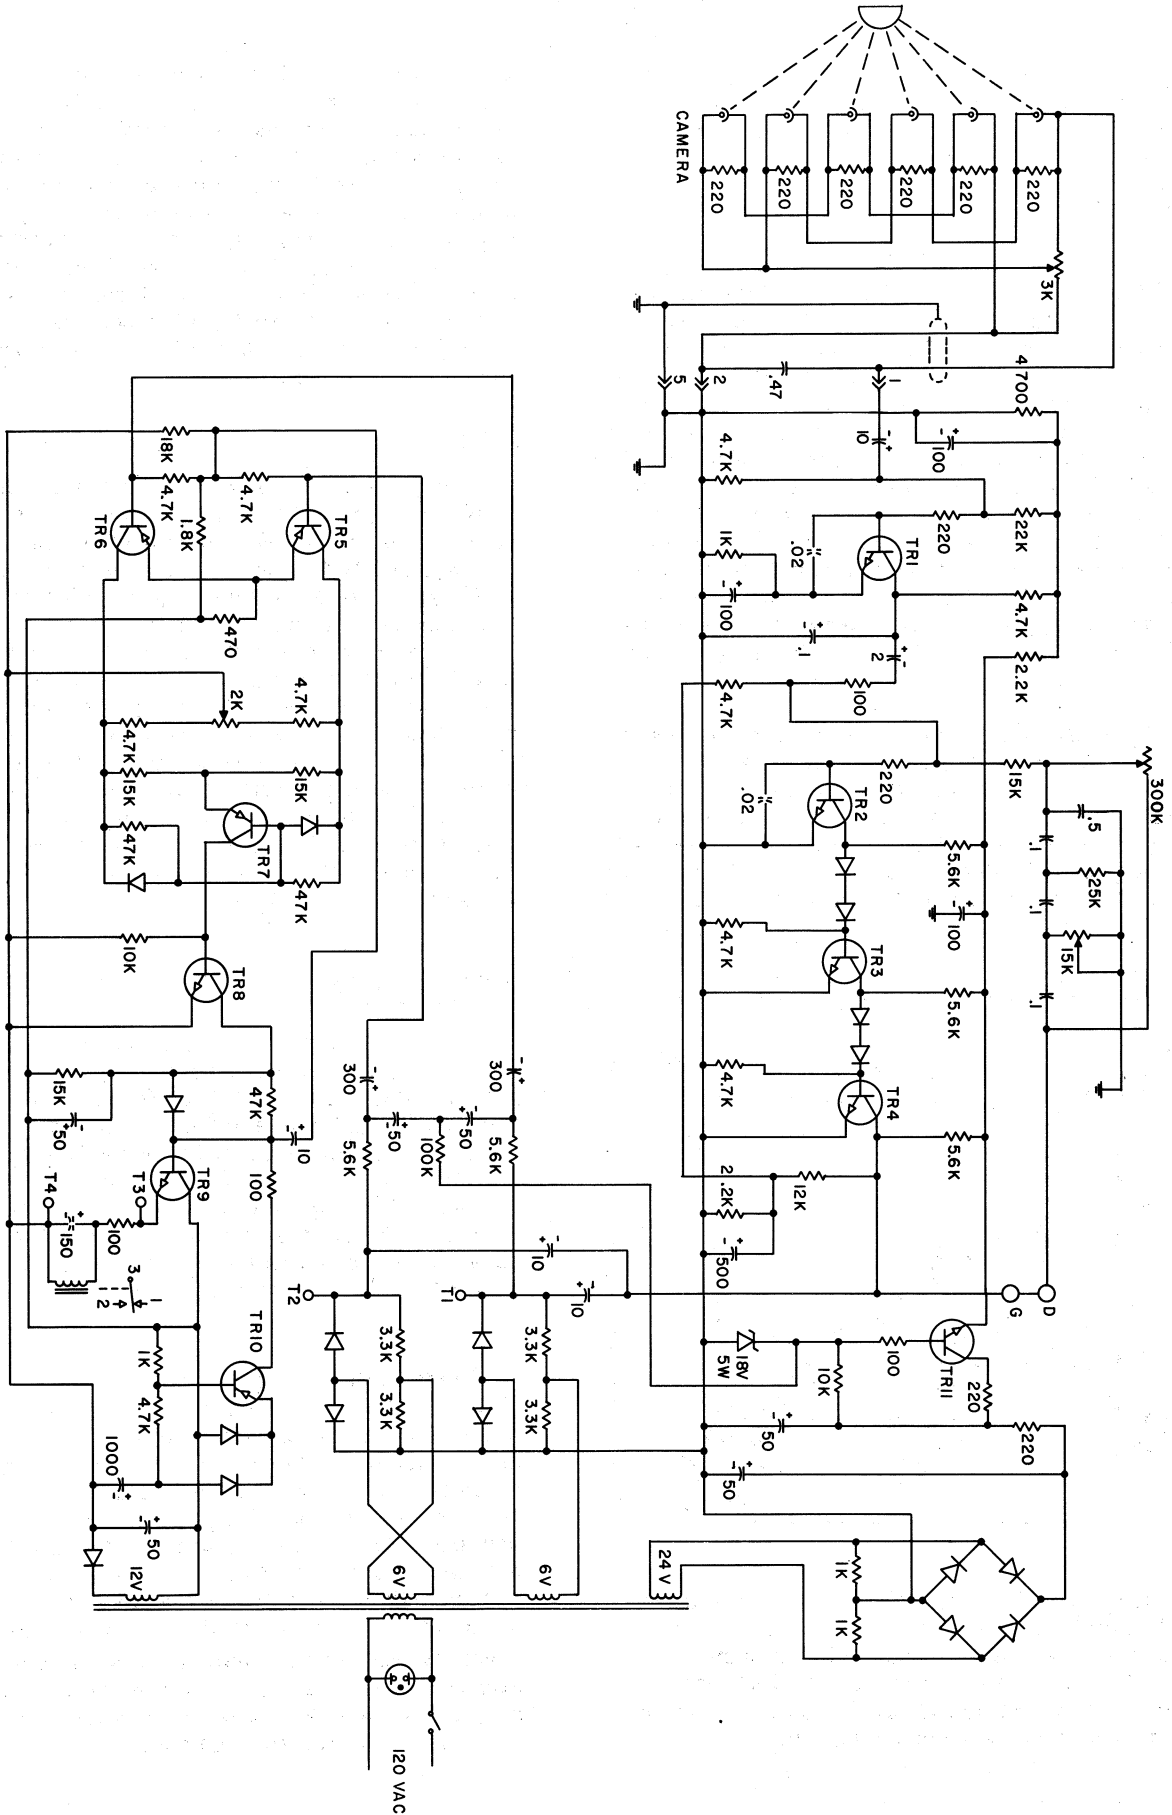 CAMERA
220
220
220
220
220
220
3K
5
2
1
.47
4700
10
- +
100
- +
4.7K
220
22K
TR1
.02
1K
100
- +
4.7K
.1
- +
2
+ -
2.2K
100
4.7K
220
15K
300K
TR2
.02
.5
.1
25K
5.6K
100
- +
.1
15K
4.7K
TR3
5.6K
.1
4.7K
TR4
5.6K
12K
2.2K
500
- +
G
D
TR11
18V
5W
100
10K
220
220
50
- +
50
- +
24V
1K
1K
18K
4.7K
4.7K
1.8K
TR6
TR5
470
2K
4.7K
4.7K
15K
15K
47K
TR7
47K
10K
TR8
15K
50
+ -
47K
10
- +
100
TR9
T3
T4
150
- +
100
3
2
1
TR10
1K
4.7K
1000
- +
50
- +
12V
300
- +
300
- +
50
- +
50
+ -
5.6K
100K
5.6K
10
+ -
10
+ -
T2
T1
3.3K
3.3K
3.3K
3.3K
6V
6V
120 VAC